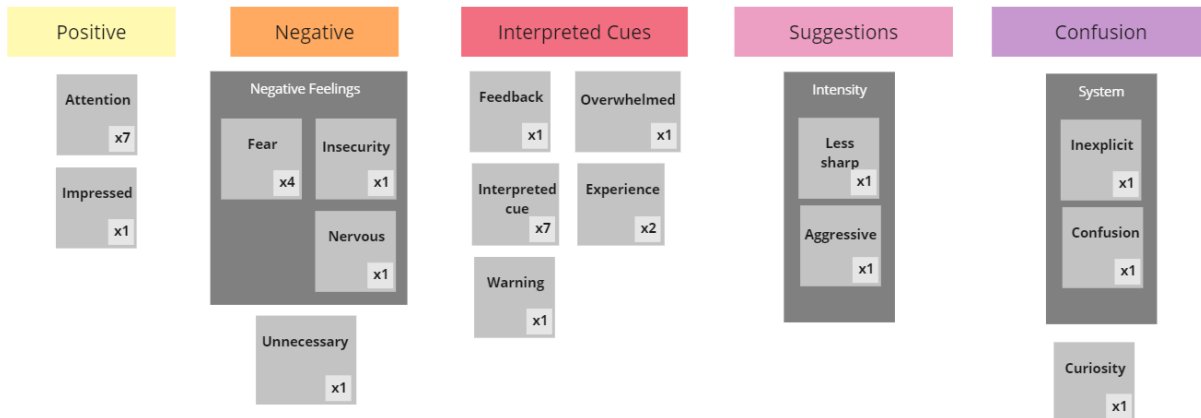 Positive
Attention
x7
Impressed
x1
Negative
Negative Feelings
Fear
x4
Insecurity
x1
Nervous
x1
Unnecessary
x1
Interpreted Cues
Feedback
x1
Overwhelmed
x1
Interpreted
cue
x7
Experience
x2
Warning
x1
Suggestions
Intensity
Less
sharp
x1
Aggressive
x1
Confusion
System
Inexplicit
x1
Confusion
x1
Curiosity
x1